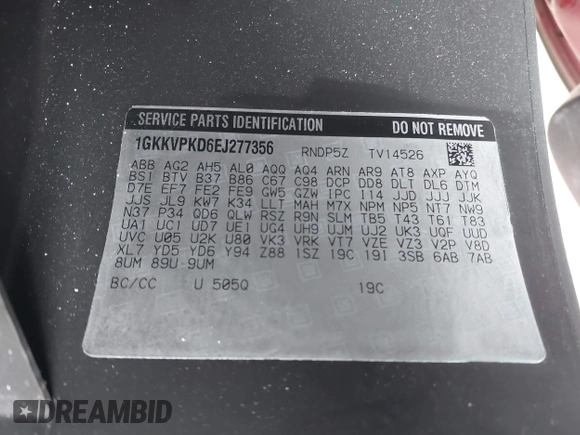 SERVICE PARTS IDENTIFICATION DO NOT REMOVE
1GKKVPKD6EJ277356 RNDP5Z TV14526
ABB AG2 AH5 AL0 AQQ AQ4 ARN AR9 AT8 AXP AYQ
BS1 BTV B37 B86 C67 C98 DCP DD8 DLT DL6 DTM
D7E EF7 FE2 FE9 GW5 GZW IPC I14 JJD JJJ JJK
JJS JL9 KW7 K34 LLT MAH M7X NPM NP5 NT7 NW9
N37 P34 QD6 QLW RSZ R9N SLM TB5 T43 T61 T83
UA1 UC1 UD7 UE1 UG4 UH9 UJM UJ2 UK3 UQF UUD
UVC U05 U2K U80 VK3 VRK VT7 VZE VZ3 V2P V8D
XL7 YD5 YD6 Y94 Z88 1SZ 19C 19I 3SB 6AB 7AB
8UM 89U 9UM
BC/CC U 505Q 19C
DREAMBID